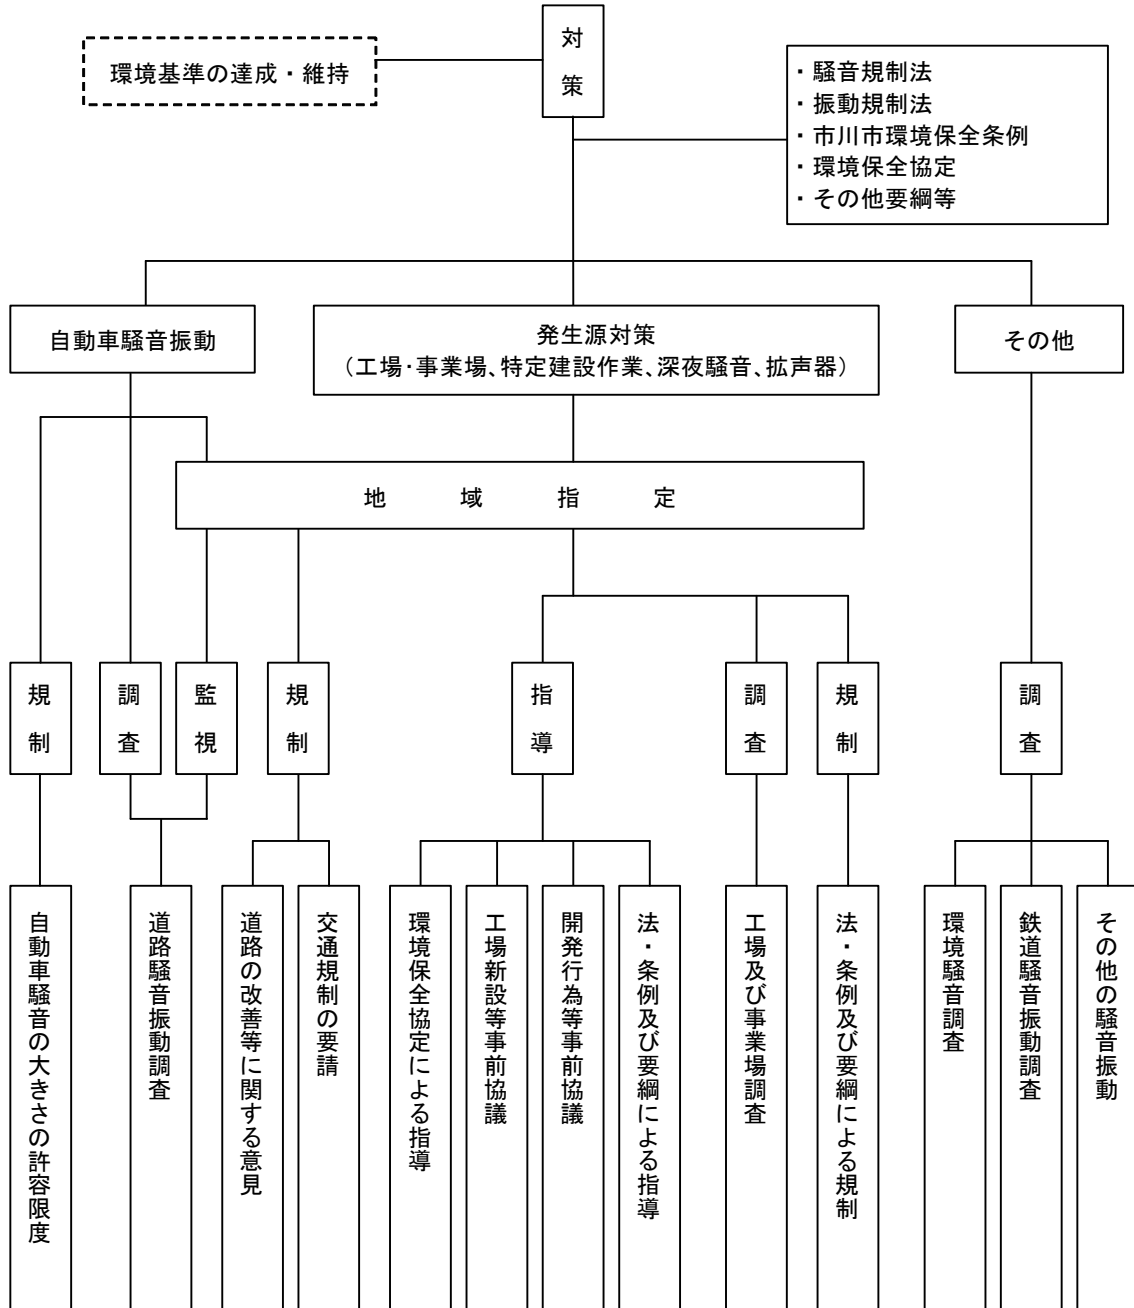 対策
環境基準の達成・維持
・騒音規制法
・振動規制法
・市川市環境保全条例
・環境保全協定
・その他要綱等
自動車騒音振動
発生源対策
(工場･事業場､特定建設作業､深夜騒音､拡声器)
その他
地域指定
規制
調査
監視
規制
指導
調査
規制
調査
自動車騒音の大きさの許容限度
道路騒音振動調査
道路の改善等に関する意見
交通規制の要請
環境保全協定による指導
工場新設等事前協議
開発行為等事前協議
法・条例及び要綱による指導
工場及び事業場調査
法・条例及び要綱による規制
環境騒音調査
鉄道騒音振動調査
その他の騒音振動